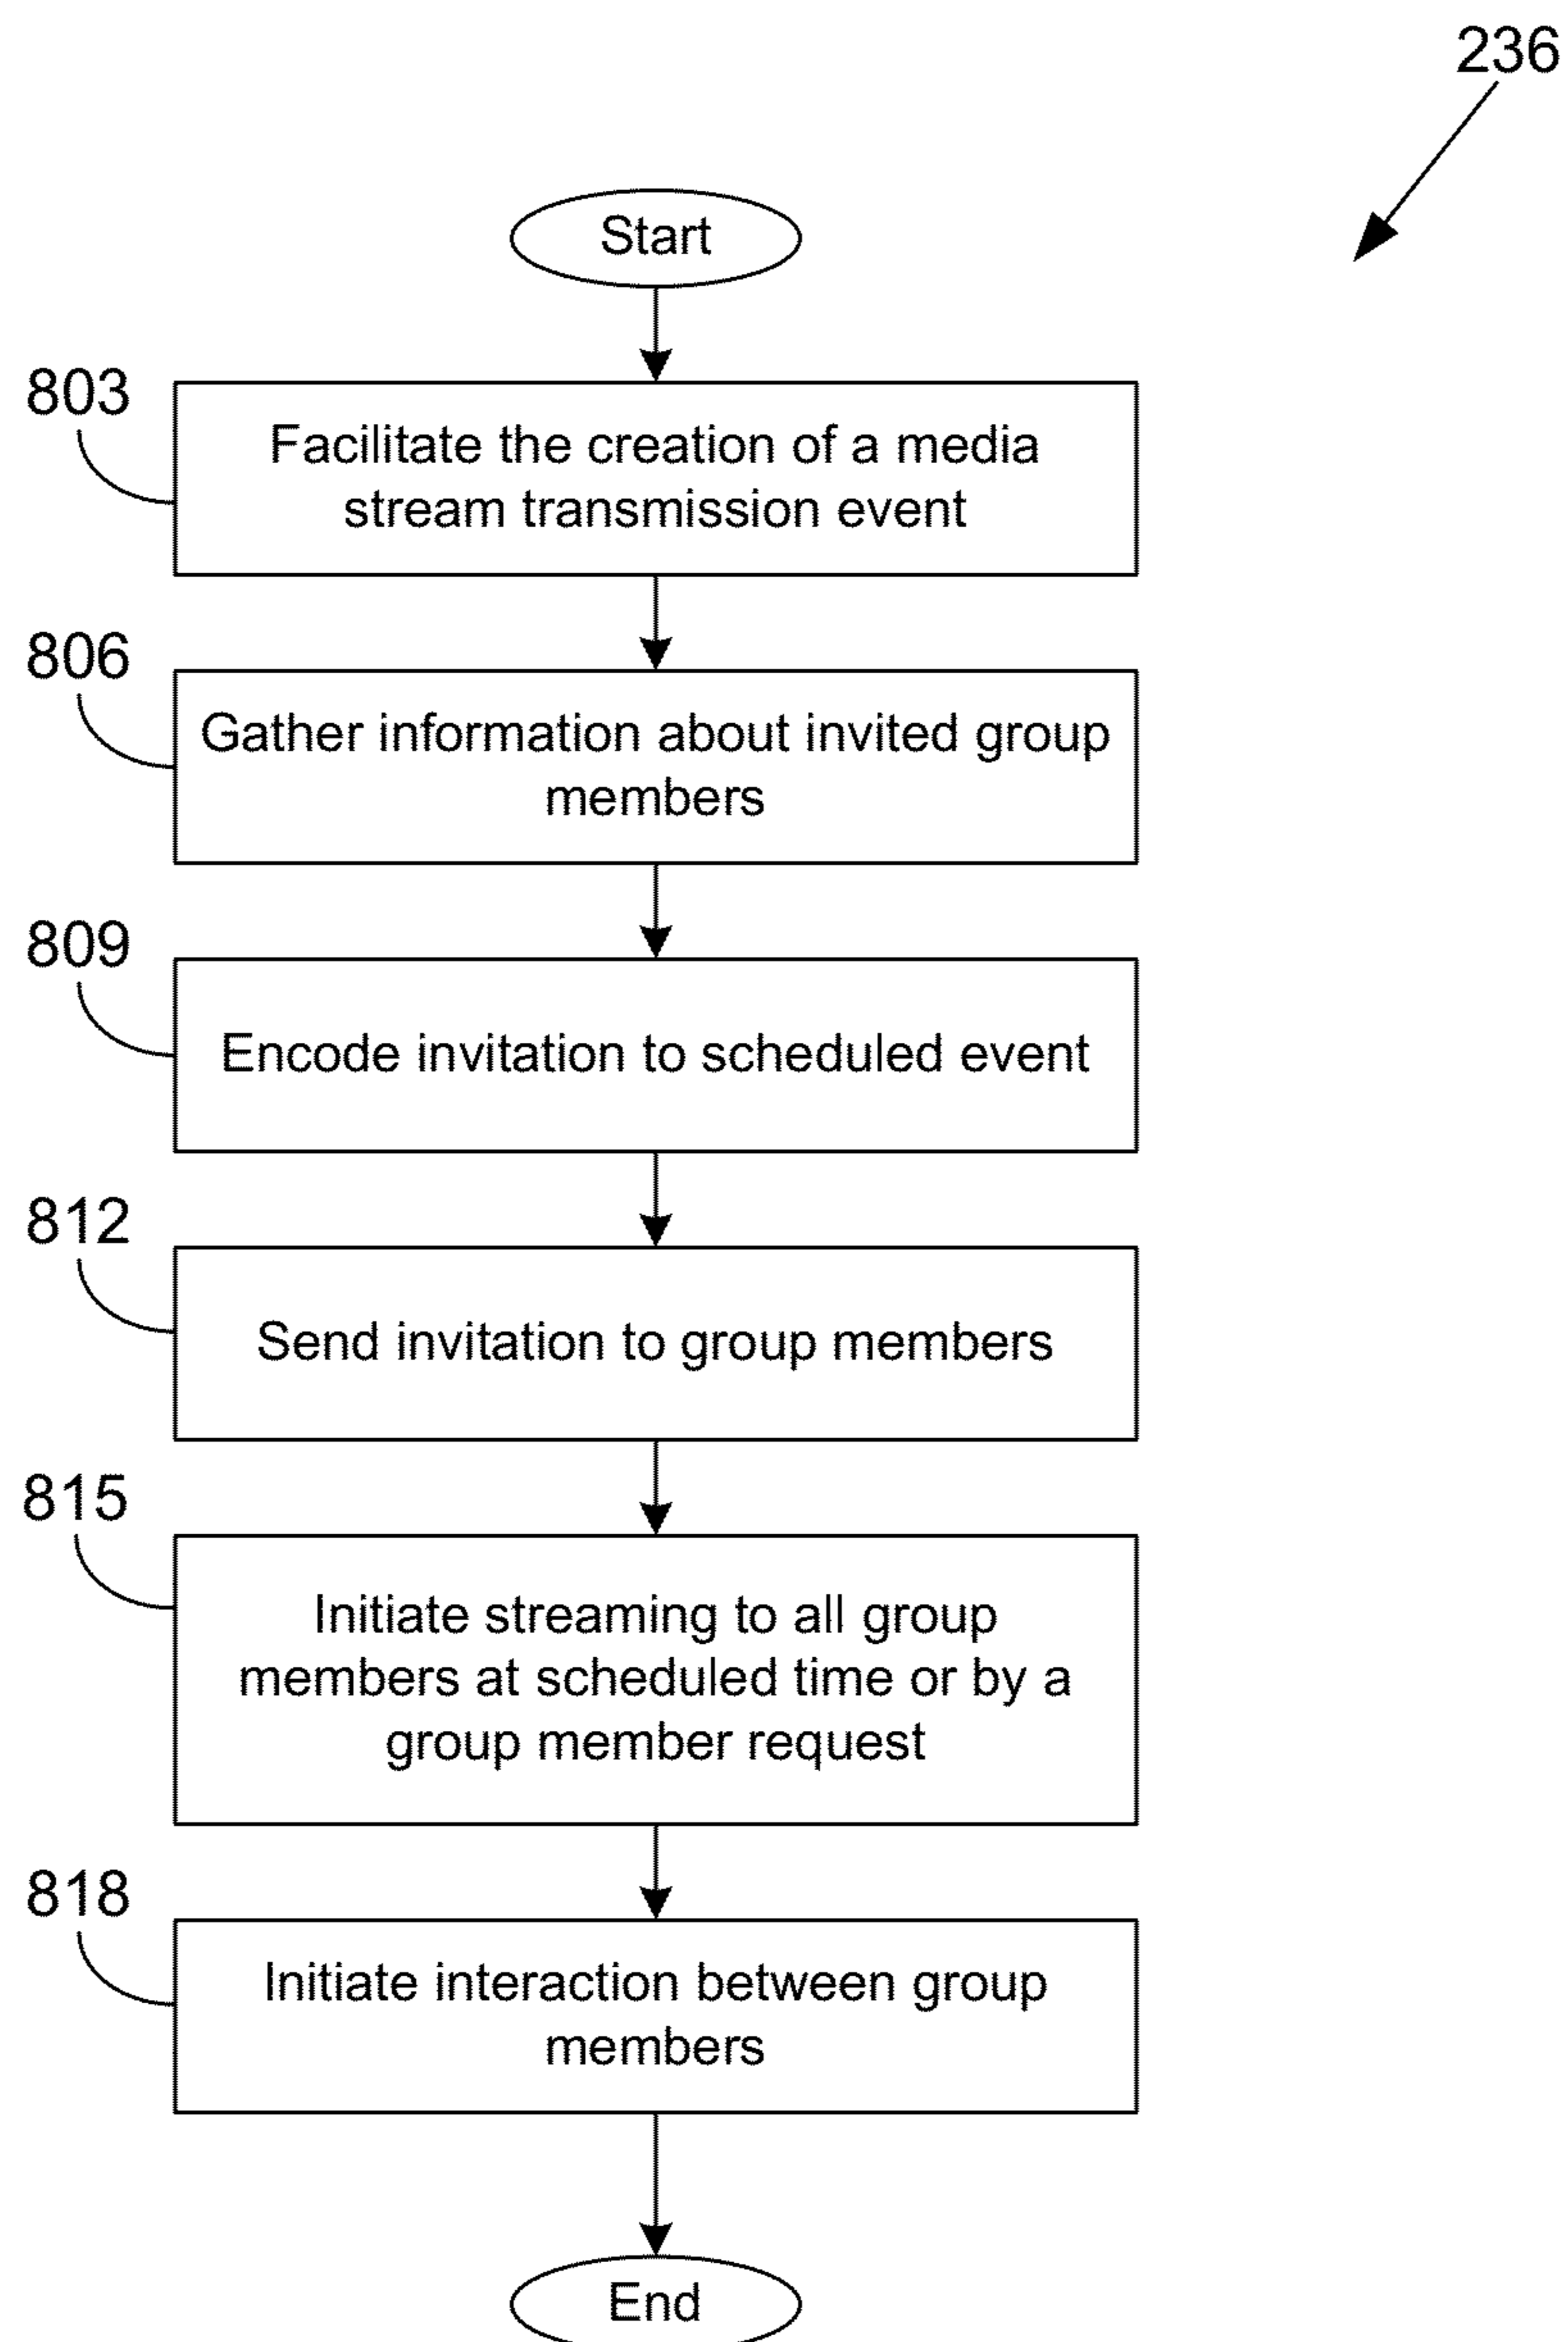 236
Start
803
Facilitate the creation of a media
stream transmission event
806
Gather information about invited group
members
809
Encode invitation to scheduled event
812
Send invitation to group members
815
Initiate streaming to all group
members at scheduled time or by a
group member request
818
Initiate interaction between group
members
End